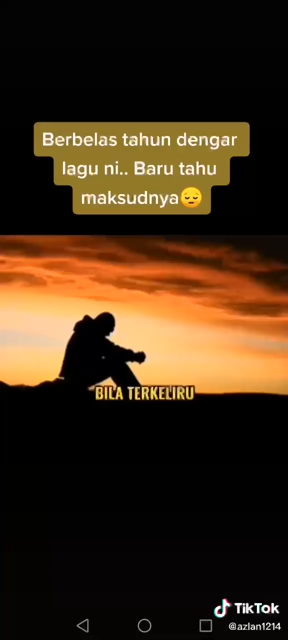 Berbelas tahun dengar
lagu ni.. Baru tahu
maksudnya😔
BILA TERKELIRU
TikTok
@azlan1214